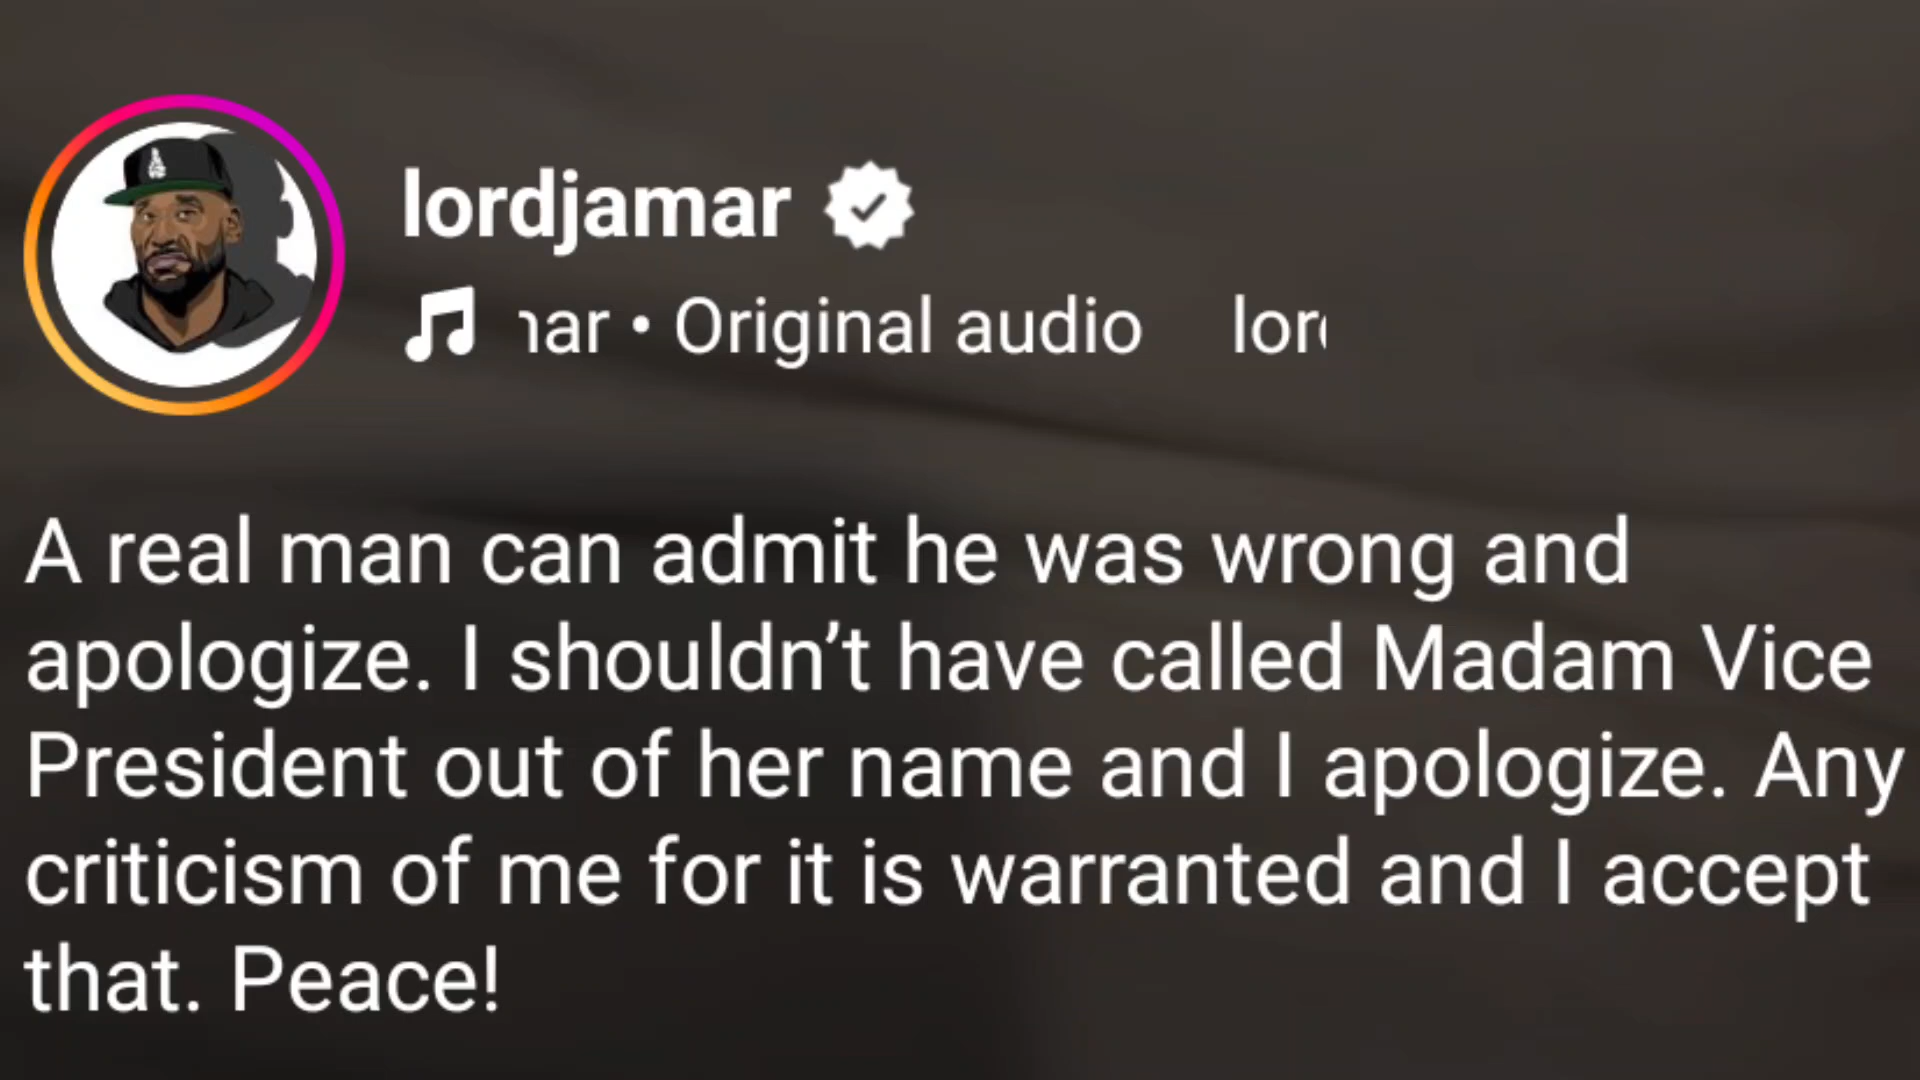 lordjamar
nar • Original audio lor
A real man can admit he was wrong and
apologize. I shouldn’t have called Madam Vice
President out of her name and I apologize. Any
criticism of me for it is warranted and I accept
that. Peace!